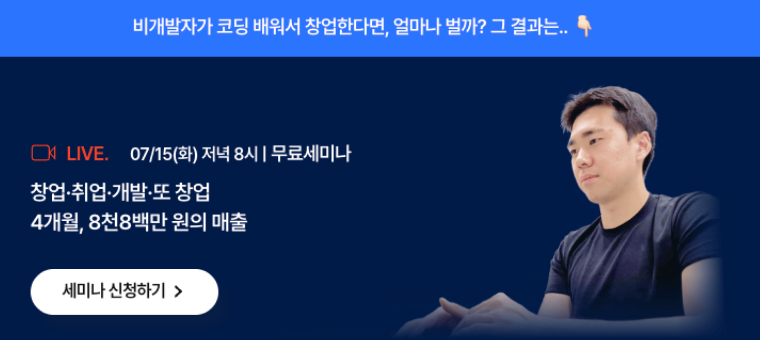 비개발자가 코딩 배워서 창업한다면, 얼마나 벌까? 그 결과는.. 👇🏻
LIVE. 07/15(화) 저녁 8시 | 무료세미나
창업·취업·개발·또 창업
4개월, 8천8백만 원의 매출
세미나 신청하기 >